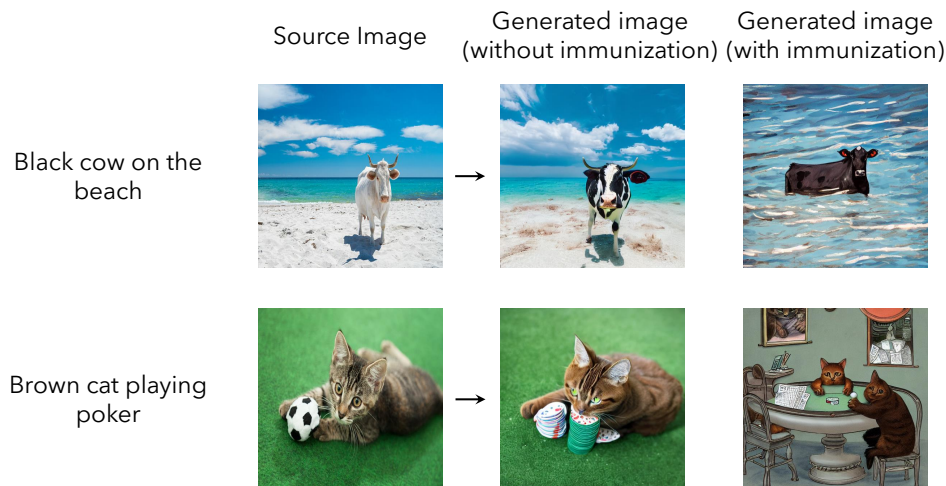 Source Image
Generated image
(without immunization)
Generated image
(with immunization)
Black cow on the
beach
Brown cat playing
poker